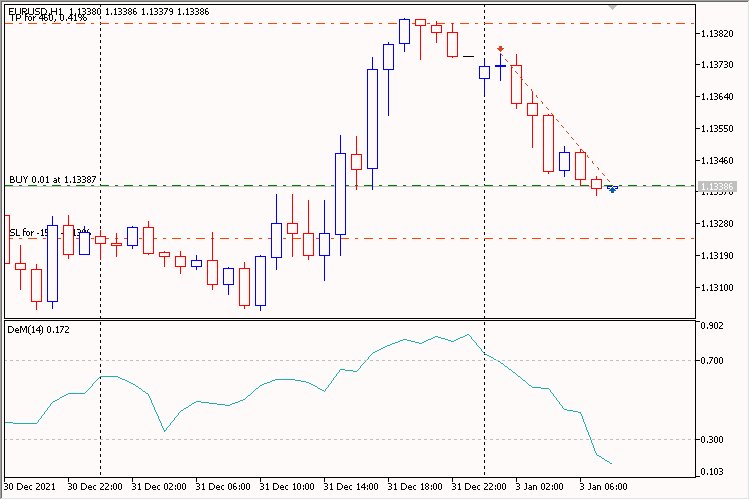 EURUSD,H1 1.13380 1.13386 1.13379 1.13386
TP for 460, 0.41%
1.13820
1.13730
1.13640
1.13550
1.13460
BUY 0.01 at 1.13387
1.13386
1.13370
1.13280
SL for
1.13190
1.13100
DeM(14) 0.172
0.902
0.700
0.300
0.103
30 Dec 2021
30 Dec 22:00
31 Dec 02:00
31 Dec 06:00
31 Dec 10:00
31 Dec 14:00
31 Dec 18:00
31 Dec 22:00
3 Jan 02:00
3 Jan 06:00